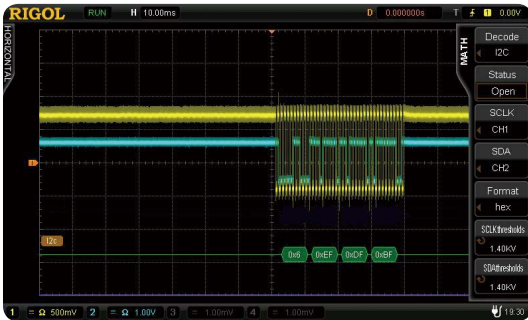 RIGOL RUN H 10.00ms D 0.000000s T 1 0.00V
HORIZONTAL
MATH
Decode
I2C
Status
Open
SCLK
CH1
SDA
CH2
Format
hex
SCLKthresholds
1.40KV
SDAthresholds
1.40KV
I2c
0x6 0xEF 0xDF 0xBF
1 = Ω 500mV 2 = Ω 1.00V 3 = 1.00mV 4 = 1.00mV 19:30